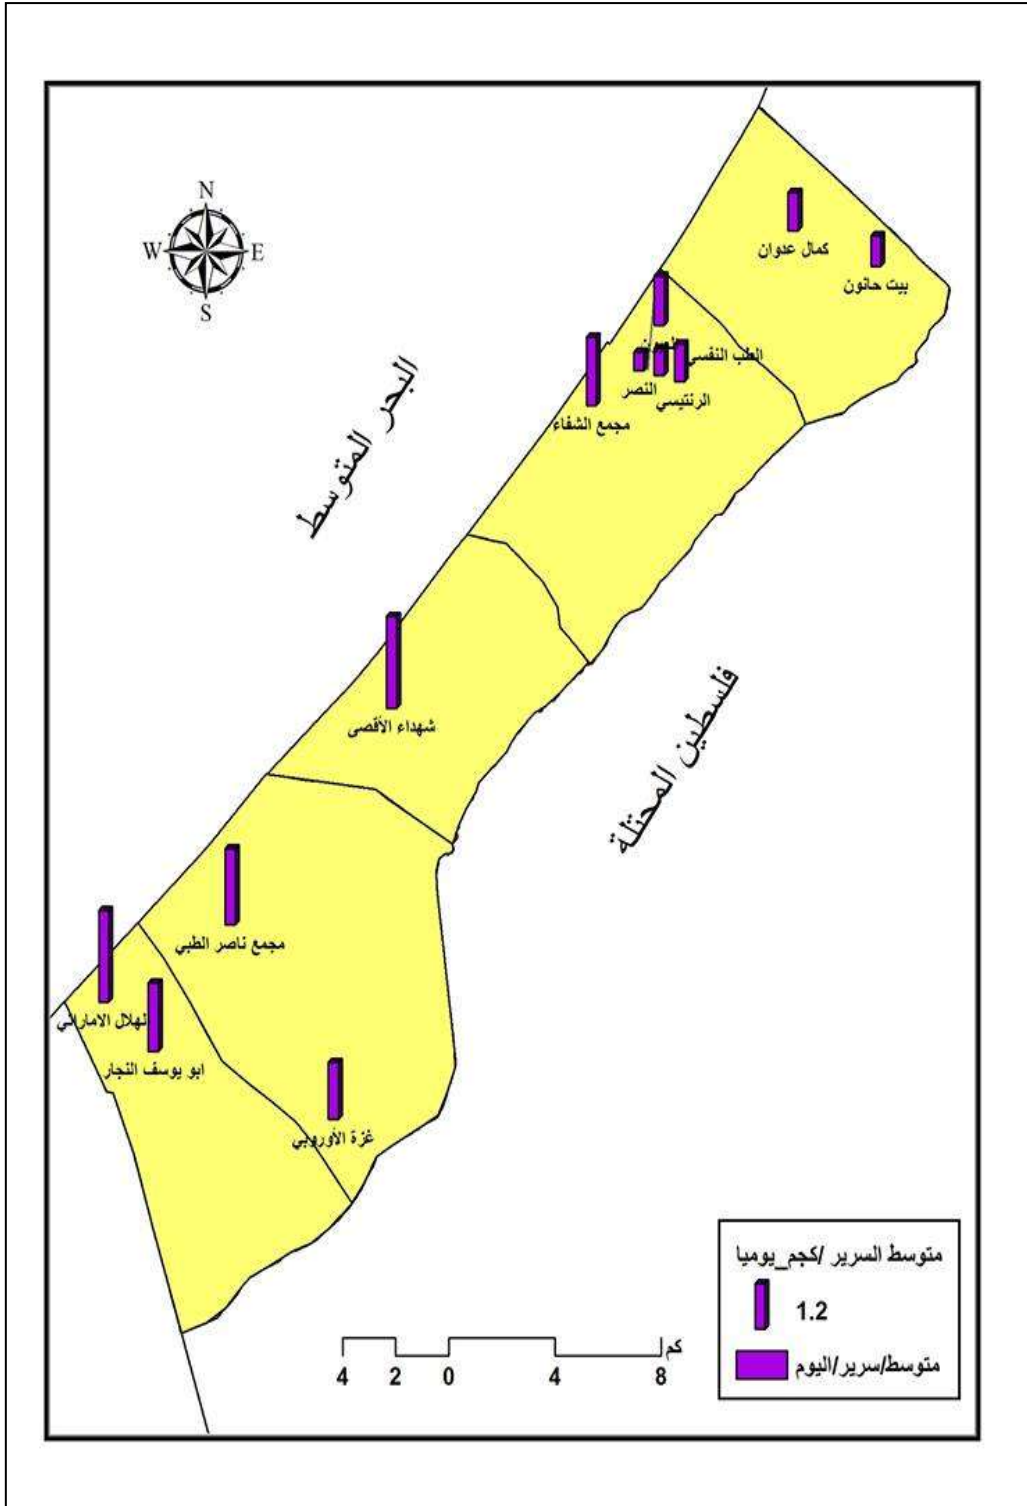 N
W
E
S
كمال عدوان
بيت حانون
الطب النفسي
النصر
الرنتيسي
مجمع الشفاء
البحر المتوسط
شهداء الأقصى
فلسطين المحتلة
مجمع ناصر الطبي
لهلال الاماراتي
ابو يوسف النجار
غزة الأوروبي
متوسط السرير /كجم_يوميا
1.2
متوسط/سرير/اليوم
كم
4 2 0 4 8